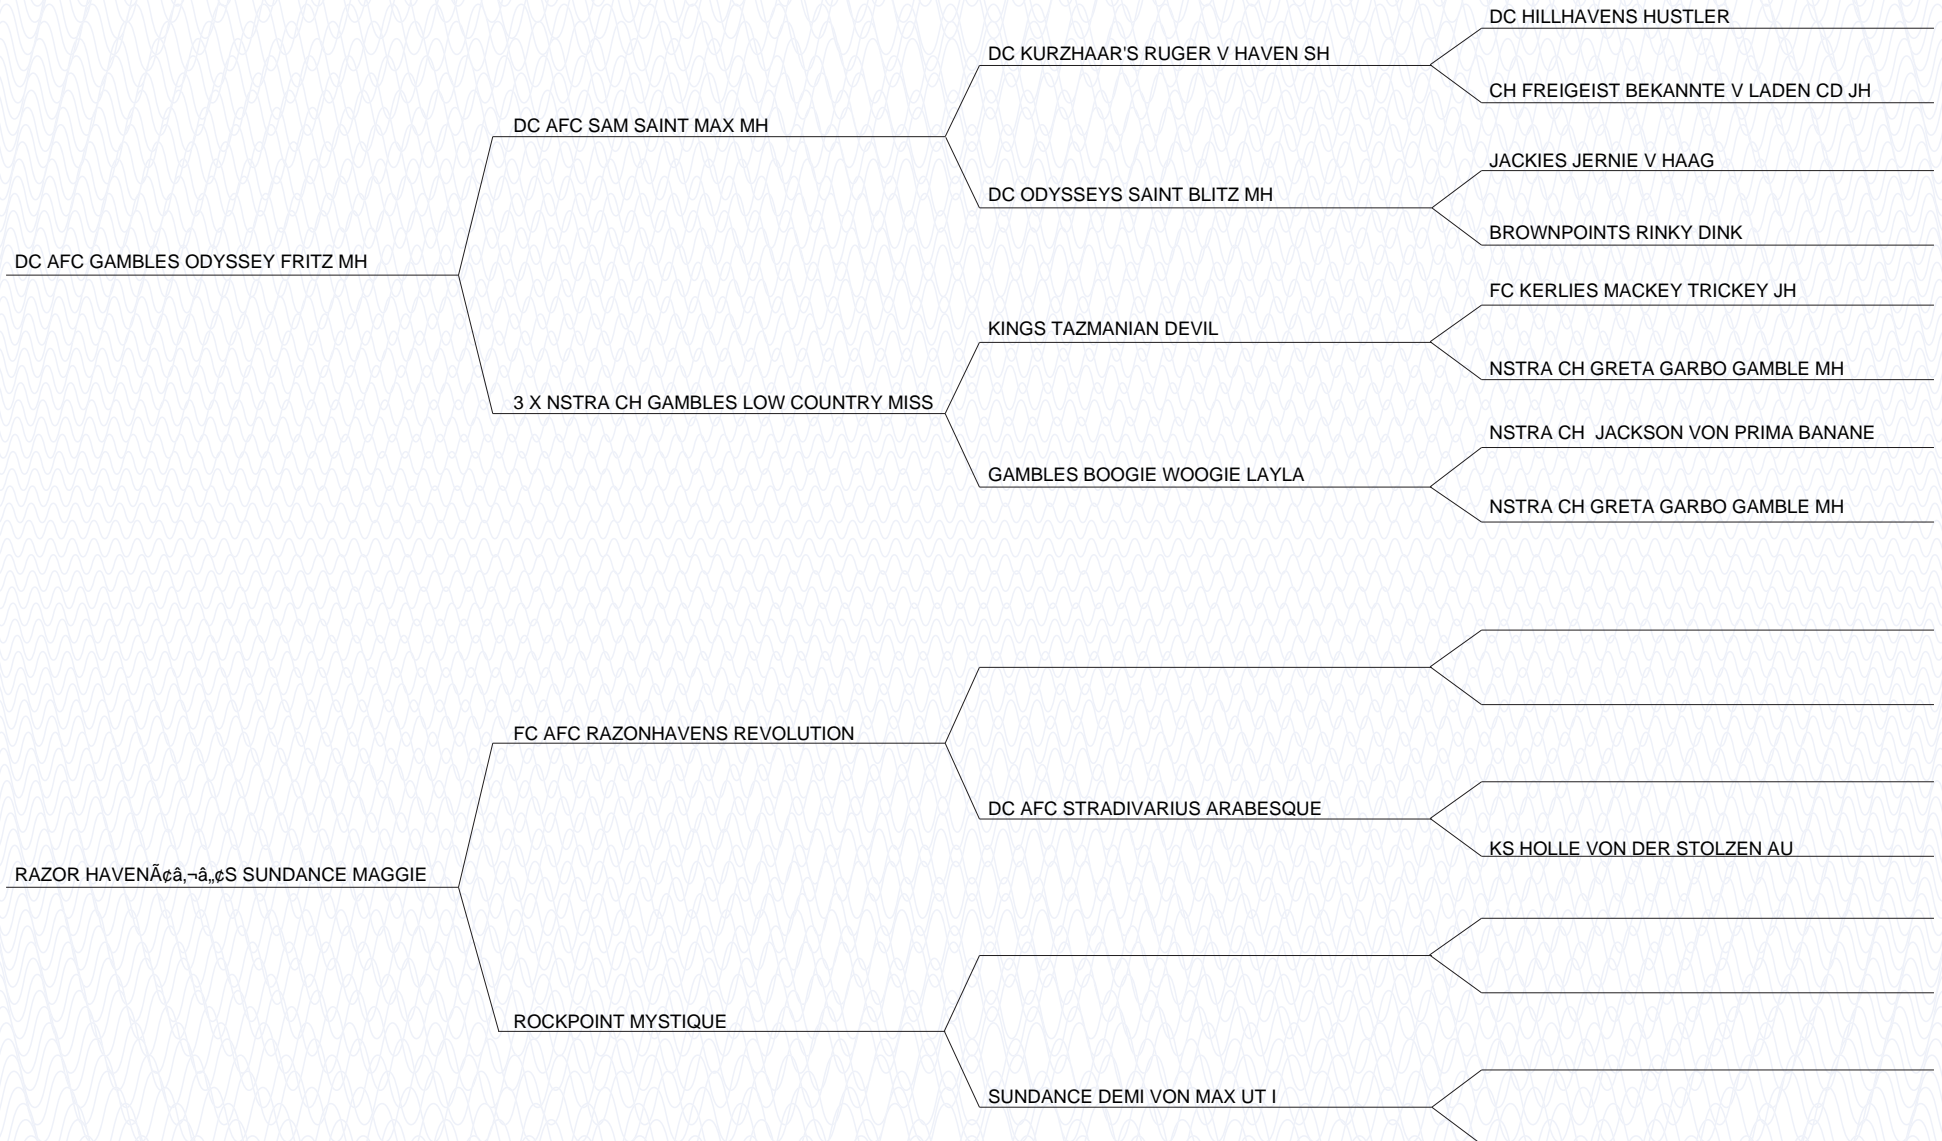 DC HILLHAVENS HUSTLER
DC KURZHAAR'S RUGER V HAVEN SH
CH FREIGEIST BEKANNTE V LADEN CD JH
DC AFC SAM SAINT MAX MH
JACKIES JERNIE V HAAG
DC ODYSSEYS SAINT BLITZ MH
BROWNPOINTS RINKY DINK
DC AFC GAMBLES ODYSSEY FRITZ MH
FC KERLIES MACKEY TRICKEY JH
KINGS TAZMANIAN DEVIL
NSTRA CH GRETA GARBO GAMBLE MH
3 X NSTRA CH GAMBLES LOW COUNTRY MISS
NSTRA CH  JACKSON VON PRIMA BANANE
GAMBLES BOOGIE WOOGIE LAYLA
NSTRA CH GRETA GARBO GAMBLE MH
FC AFC RAZONHAVENS REVOLUTION
DC AFC STRADIVARIUS ARABESQUE
KS HOLLE VON DER STOLZEN AU
RAZOR HAVENÃ¢â‚¬â„¢S SUNDANCE MAGGIE
ROCKPOINT MYSTIQUE
SUNDANCE DEMI VON MAX UT I